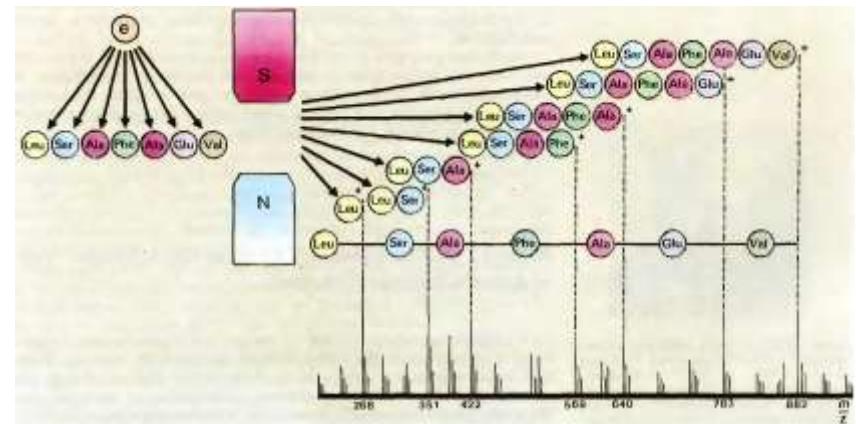 e
S
Leu Ser Ala Phe Ala Glu Val +
Leu Ser Ala Phe Ala Glu +
Leu Ser Ala Phe Ala +
Leu Ser Ala Phe +
Leu Ser Ala Phe Ala Glu Val
Leu Ser Ala +
N
Leu Ser +
Leu +
Leu Ser Ala Phe Ala Glu Val
268 351 422 569 640 783 882 m/z